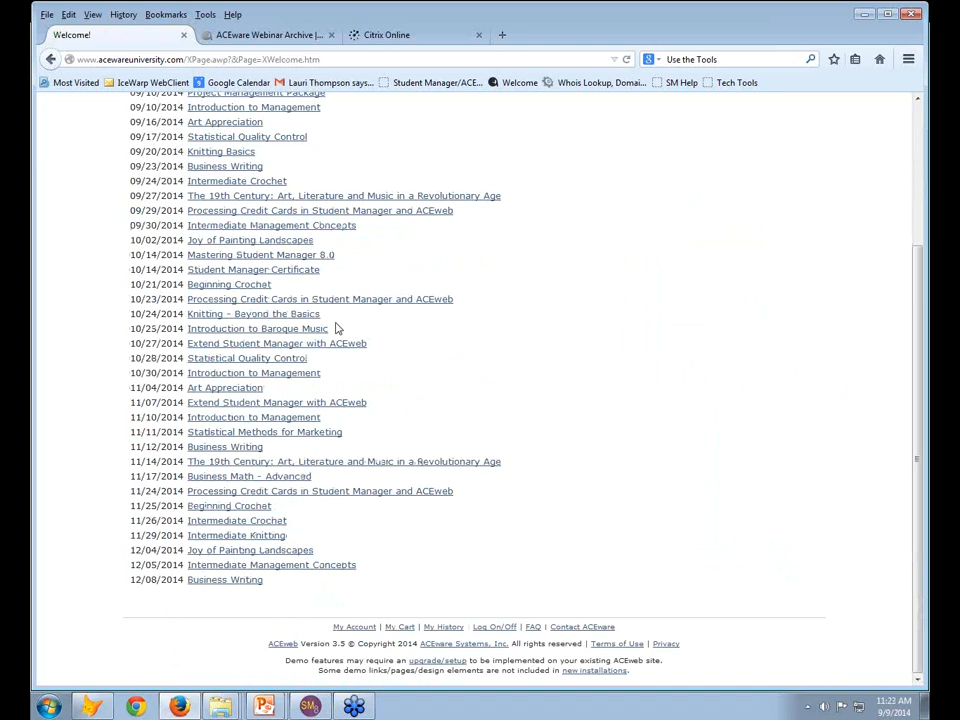 File Edit View History Bookmarks Tools Help
Welcome! × ACEware Webinar Archive |... × Citrix Online × +
www.acewareuniversity.com/XPage.awp?&Page=XWelcome.htm Use the Tools
Most Visited IceWarp WebClient Google Calendar Lauri Thompson says... Student Manager/ACE... Welcome Whois Lookup, Domai... SM Help Tech Tools
09/10/2014 Project Management Package
09/10/2014 Introduction to Management
09/16/2014 Art Appreciation
09/17/2014 Statistical Quality Control
09/20/2014 Knitting Basics
09/23/2014 Business Writing
09/24/2014 Intermediate Crochet
09/27/2014 The 19th Century: Art, Literature and Music in a Revolutionary Age
09/29/2014 Processing Credit Cards in Student Manager and ACEweb
09/30/2014 Intermediate Management Concepts
10/02/2014 Joy of Painting Landscapes
10/14/2014 Mastering Student Manager 8.0
10/14/2014 Student Manager Certificate
10/21/2014 Beginning Crochet
10/23/2014 Processing Credit Cards in Student Manager and ACEweb
10/24/2014 Knitting - Beyond the Basics
10/25/2014 Introduction to Baroque Music
10/27/2014 Extend Student Manager with ACEweb
10/28/2014 Statistical Quality Control
10/30/2014 Introduction to Management
11/04/2014 Art Appreciation
11/07/2014 Extend Student Manager with ACEweb
11/10/2014 Introduction to Management
11/11/2014 Statistical Methods for Marketing
11/12/2014 Business Writing
11/14/2014 The 19th Century: Art, Literature and Music in a Revolutionary Age
11/17/2014 Business Math - Advanced
11/24/2014 Processing Credit Cards in Student Manager and ACEweb
11/25/2014 Beginning Crochet
11/26/2014 Intermediate Crochet
11/29/2014 Intermediate Knitting
12/04/2014 Joy of Painting Landscapes
12/05/2014 Intermediate Management Concepts
12/08/2014 Business Writing
My Account | My Cart | My History | Log On/Off | FAQ | Contact ACEware
ACEweb Version 3.5 © Copyright 2014 ACEware Systems, Inc. All rights reserved | Terms of Use | Privacy
Demo features may require an upgrade/setup to be implemented on your existing ACEweb site.
Some demo links/pages/design elements are not included in new installations.
SM
11:23 AM
9/9/2014